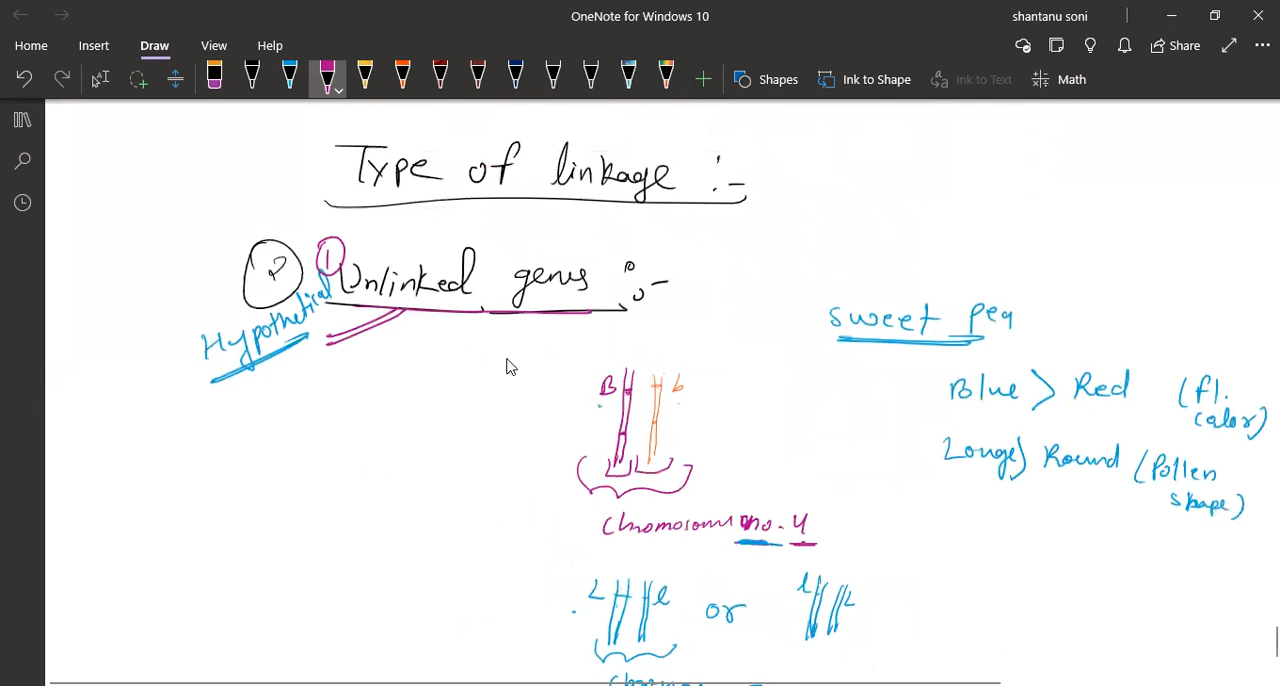 OneNote for Windows 10
shantanu soni
Home Insert Draw View Help
Share
Shapes Ink to Shape Ink to Text Math
Type of linkage :-
① Unlinked genes :-
Hypothetical
sweet pea
Blue > Red (fl. color)
Longe) Round (Pollen shape)
B b
Chromosome no. 4
L l or l L